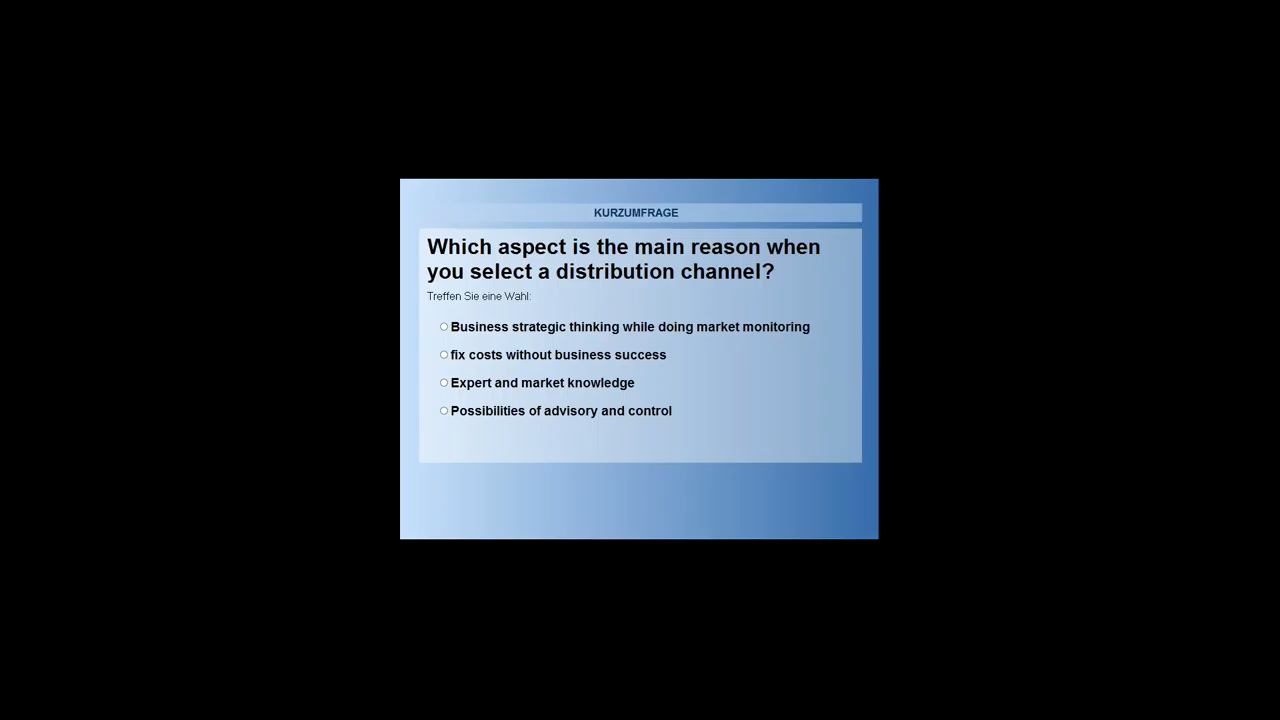 KURZUMFRAGE
Which aspect is the main reason when
you select a distribution channel?
Treffen Sie eine Wahl:
Business strategic thinking while doing market monitoring
fix costs without business success
Expert and market knowledge
Possibilities of advisory and control